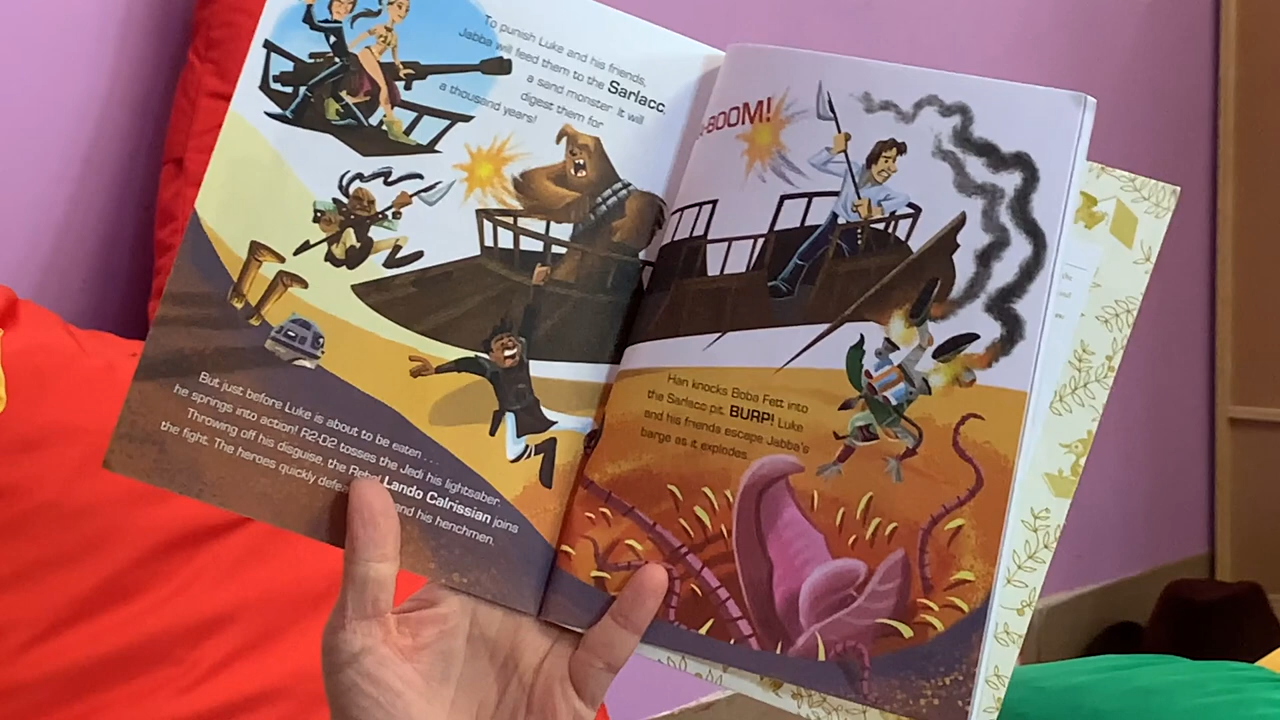 To punish Luke and his friends,
Jabba will feed them to the Sarlacc,
a sand monster. It will
digest them for
a thousand years!
But just before Luke is about to be eaten . . .
he springs into action! R2-D2 tosses the Jedi his lightsaber.
Throwing off his disguise, the Rebel Lando Calrissian joins
the fight. The heroes quickly and his henchmen.
-BOOM!
Han knocks Boba Fett into
the Sarlacc pit. BURP! Luke
and his friends escape Jabba's
barge as it explodes.